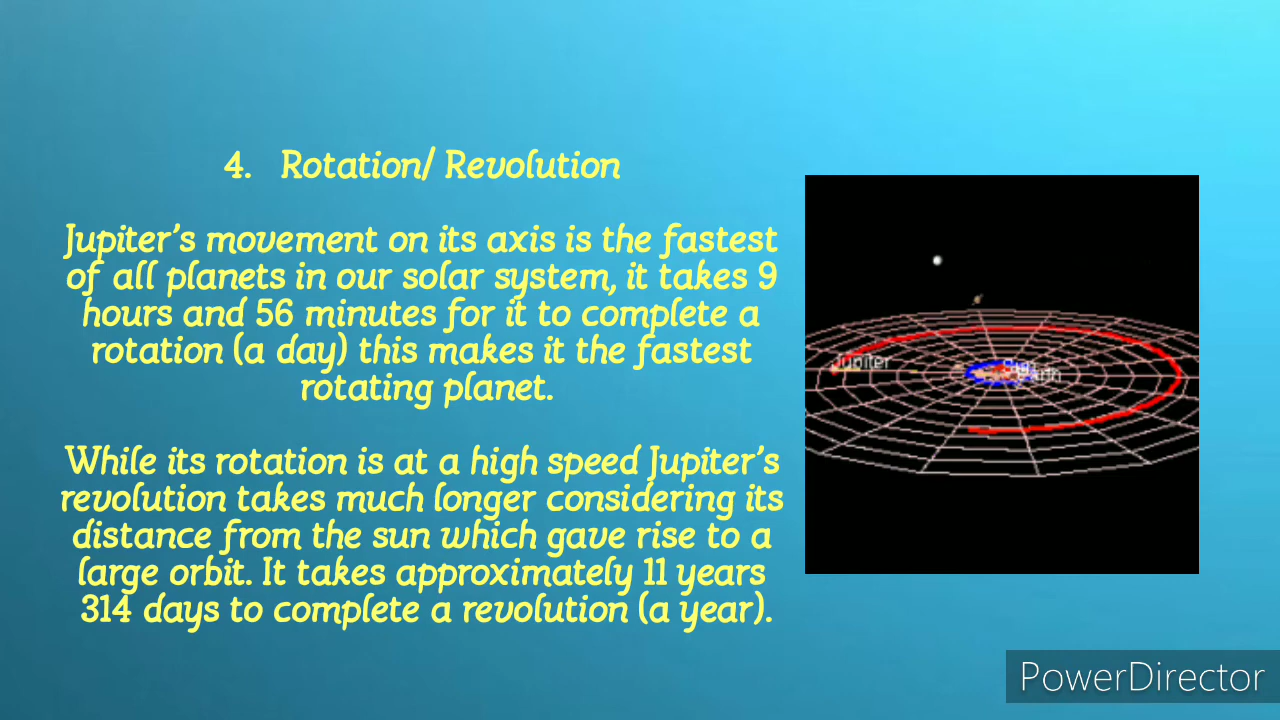 4. Rotation/ Revolution
Jupiter's movement on its axis is the fastest
of all planets in our solar system, it takes 9
hours and 56 minutes for it to complete a
rotation (a day) this makes it the fastest
rotating planet.
While its rotation is at a high speed Jupiter's
revolution takes much longer considering its
distance from the sun which gave rise to a
large orbit. It takes approximately 11 years
314 days to complete a revolution (a year).
Jupiter
PowerDirector